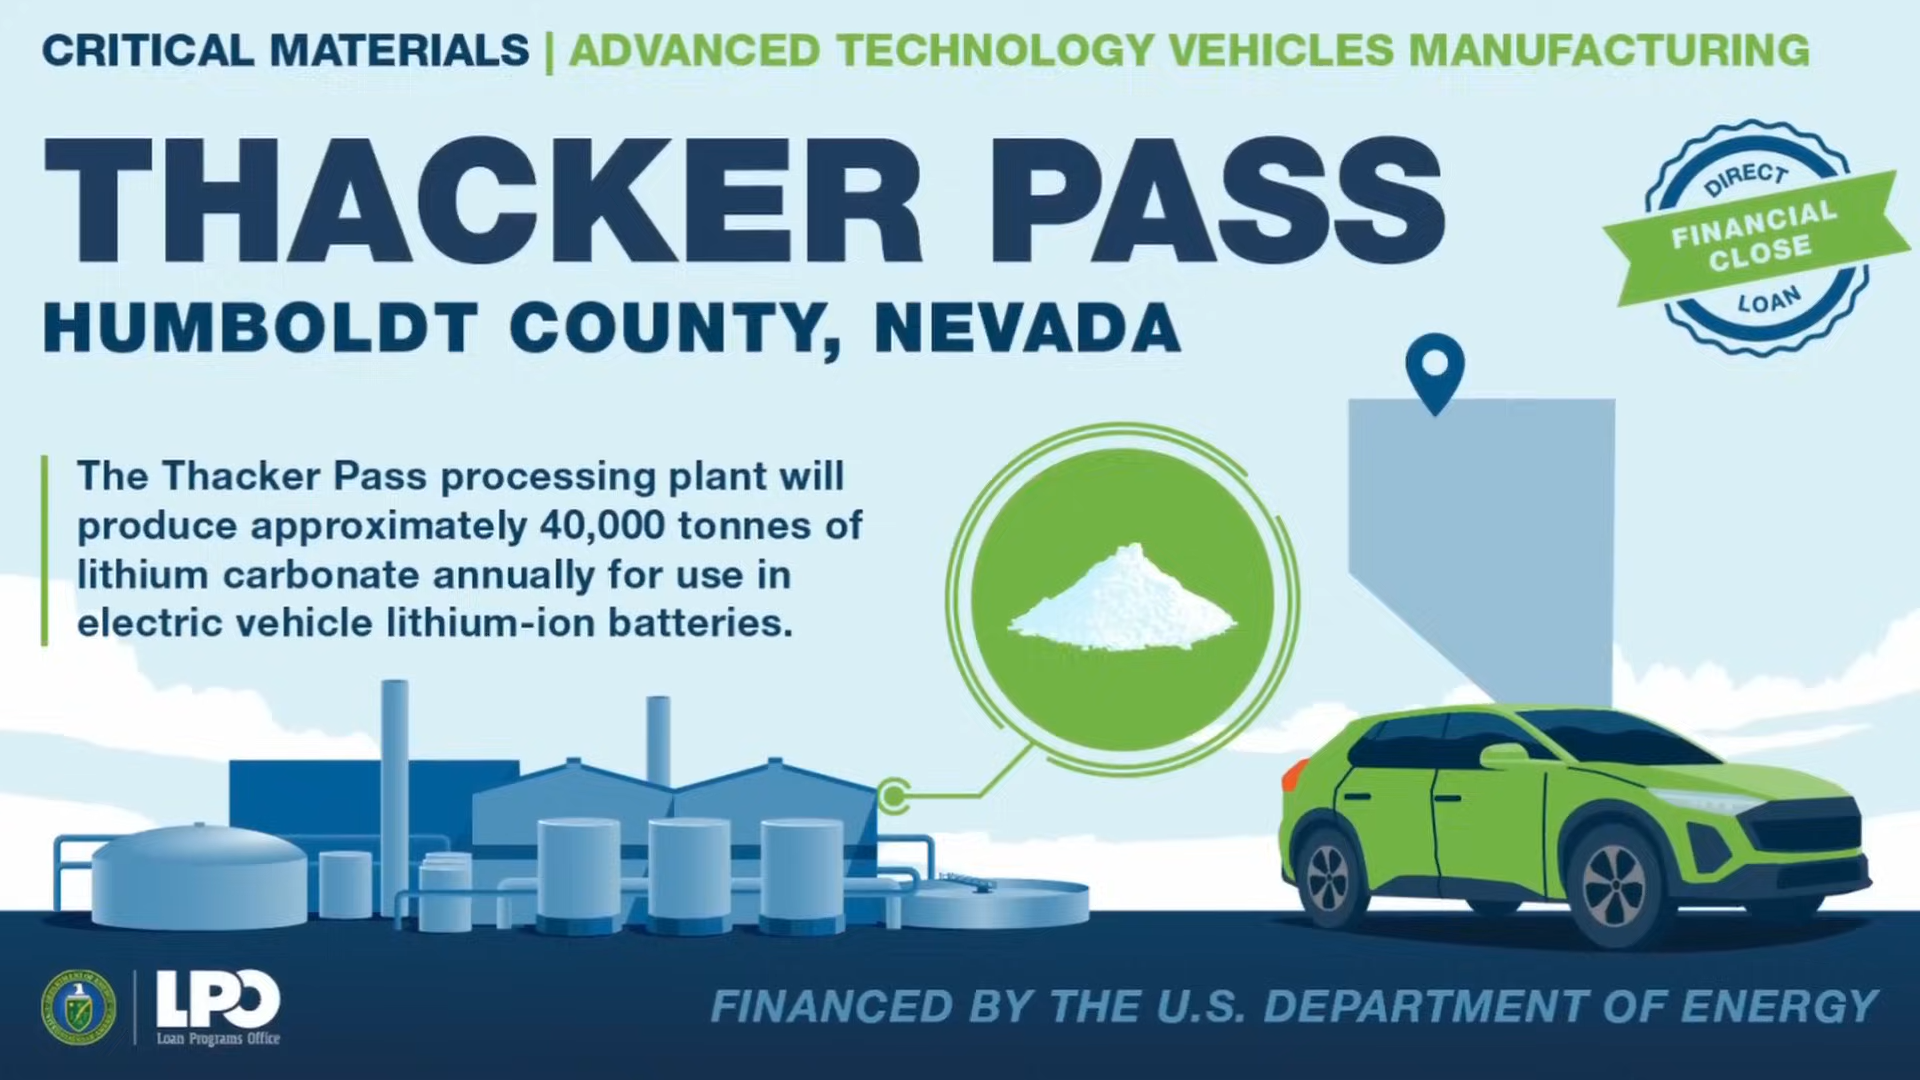 CRITICAL MATERIALS | ADVANCED TECHNOLOGY VEHICLES MANUFACTURING
THACKER PASS
HUMBOLDT COUNTY, NEVADA
DIRECT
FINANCIAL
CLOSE
LOAN
The Thacker Pass processing plant will
produce approximately 40,000 tonnes of
lithium carbonate annually for use in
electric vehicle lithium-ion batteries.
LPO
Loan Programs Office
FINANCED BY THE U.S. DEPARTMENT OF ENERGY